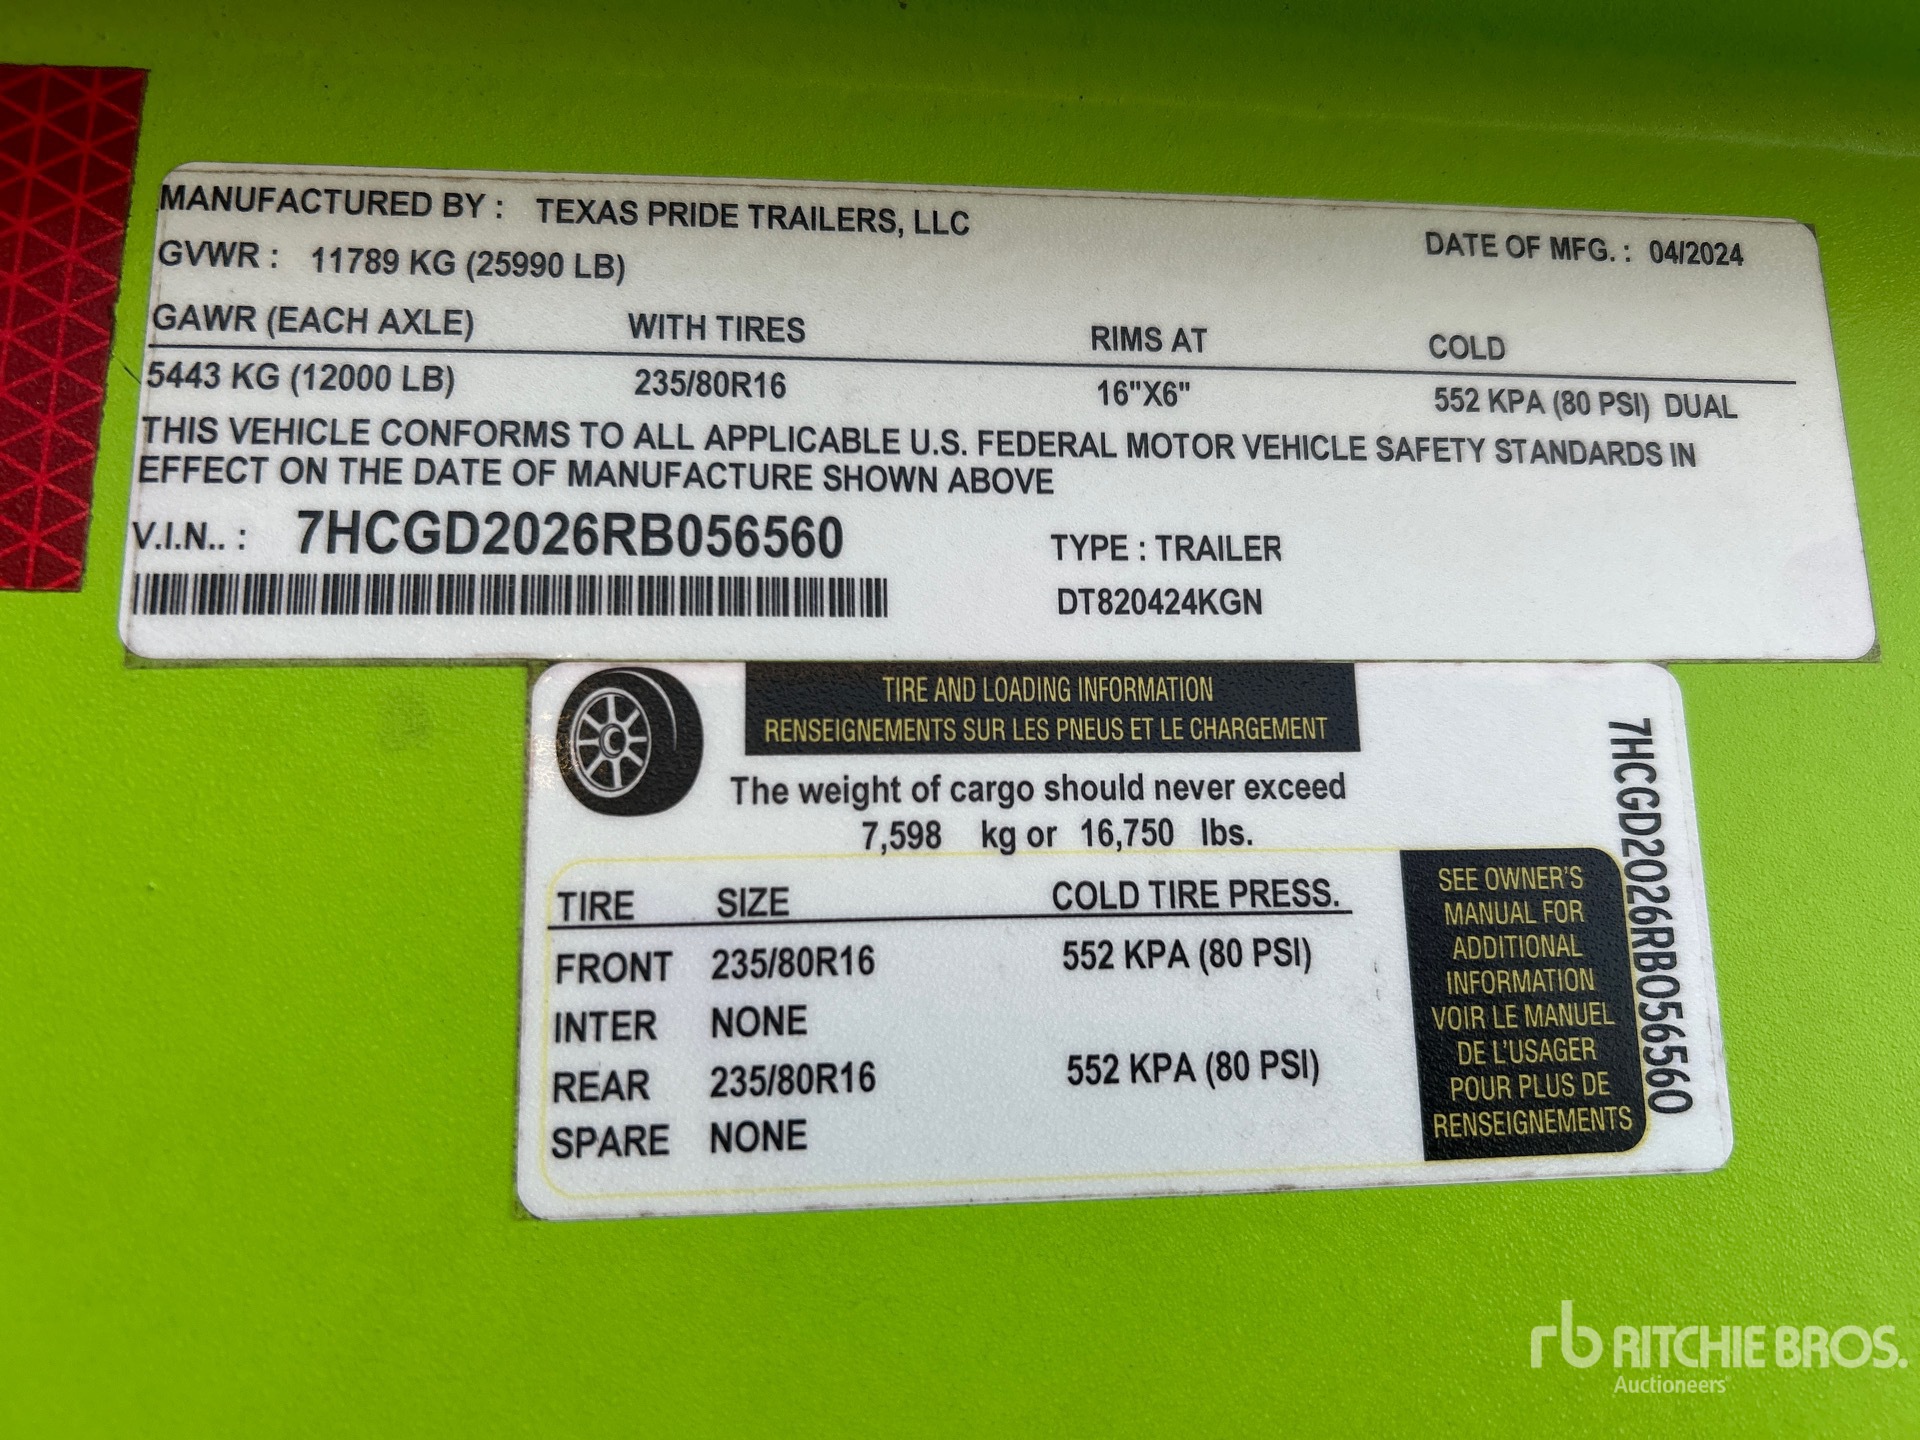 MANUFACTURED BY : TEXAS PRIDE TRAILERS, LLC
GVWR : 11789 KG (25990 LB) DATE OF MFG. : 04/2024
GAWR (EACH AXLE) WITH TIRES RIMS AT COLD
5443 KG (12000 LB) 235/80R16 16"X6" 552 KPA (80 PSI) DUAL
THIS VEHICLE CONFORMS TO ALL APPLICABLE U.S. FEDERAL MOTOR VEHICLE SAFETY STANDARDS IN
EFFECT ON THE DATE OF MANUFACTURE SHOWN ABOVE
V.I.N.. : 7HCGD2026RB056560 TYPE : TRAILER
DT820424KGN
TIRE AND LOADING INFORMATION
RENSEIGNEMENTS SUR LES PNEUS ET LE CHARGEMENT
The weight of cargo should never exceed
7,598 kg or 16,750 lbs.
TIRE SIZE COLD TIRE PRESS.
FRONT 235/80R16 552 KPA (80 PSI)
INTER NONE
REAR 235/80R16 552 KPA (80 PSI)
SPARE NONE
SEE OWNER'S
MANUAL FOR
ADDITIONAL
INFORMATION
VOIR LE MANUEL
DE L'USAGER
POUR PLUS DE
RENSEIGNEMENTS
7HCGD2026RB056560
rb RITCHIE BROS.
Auctioneers